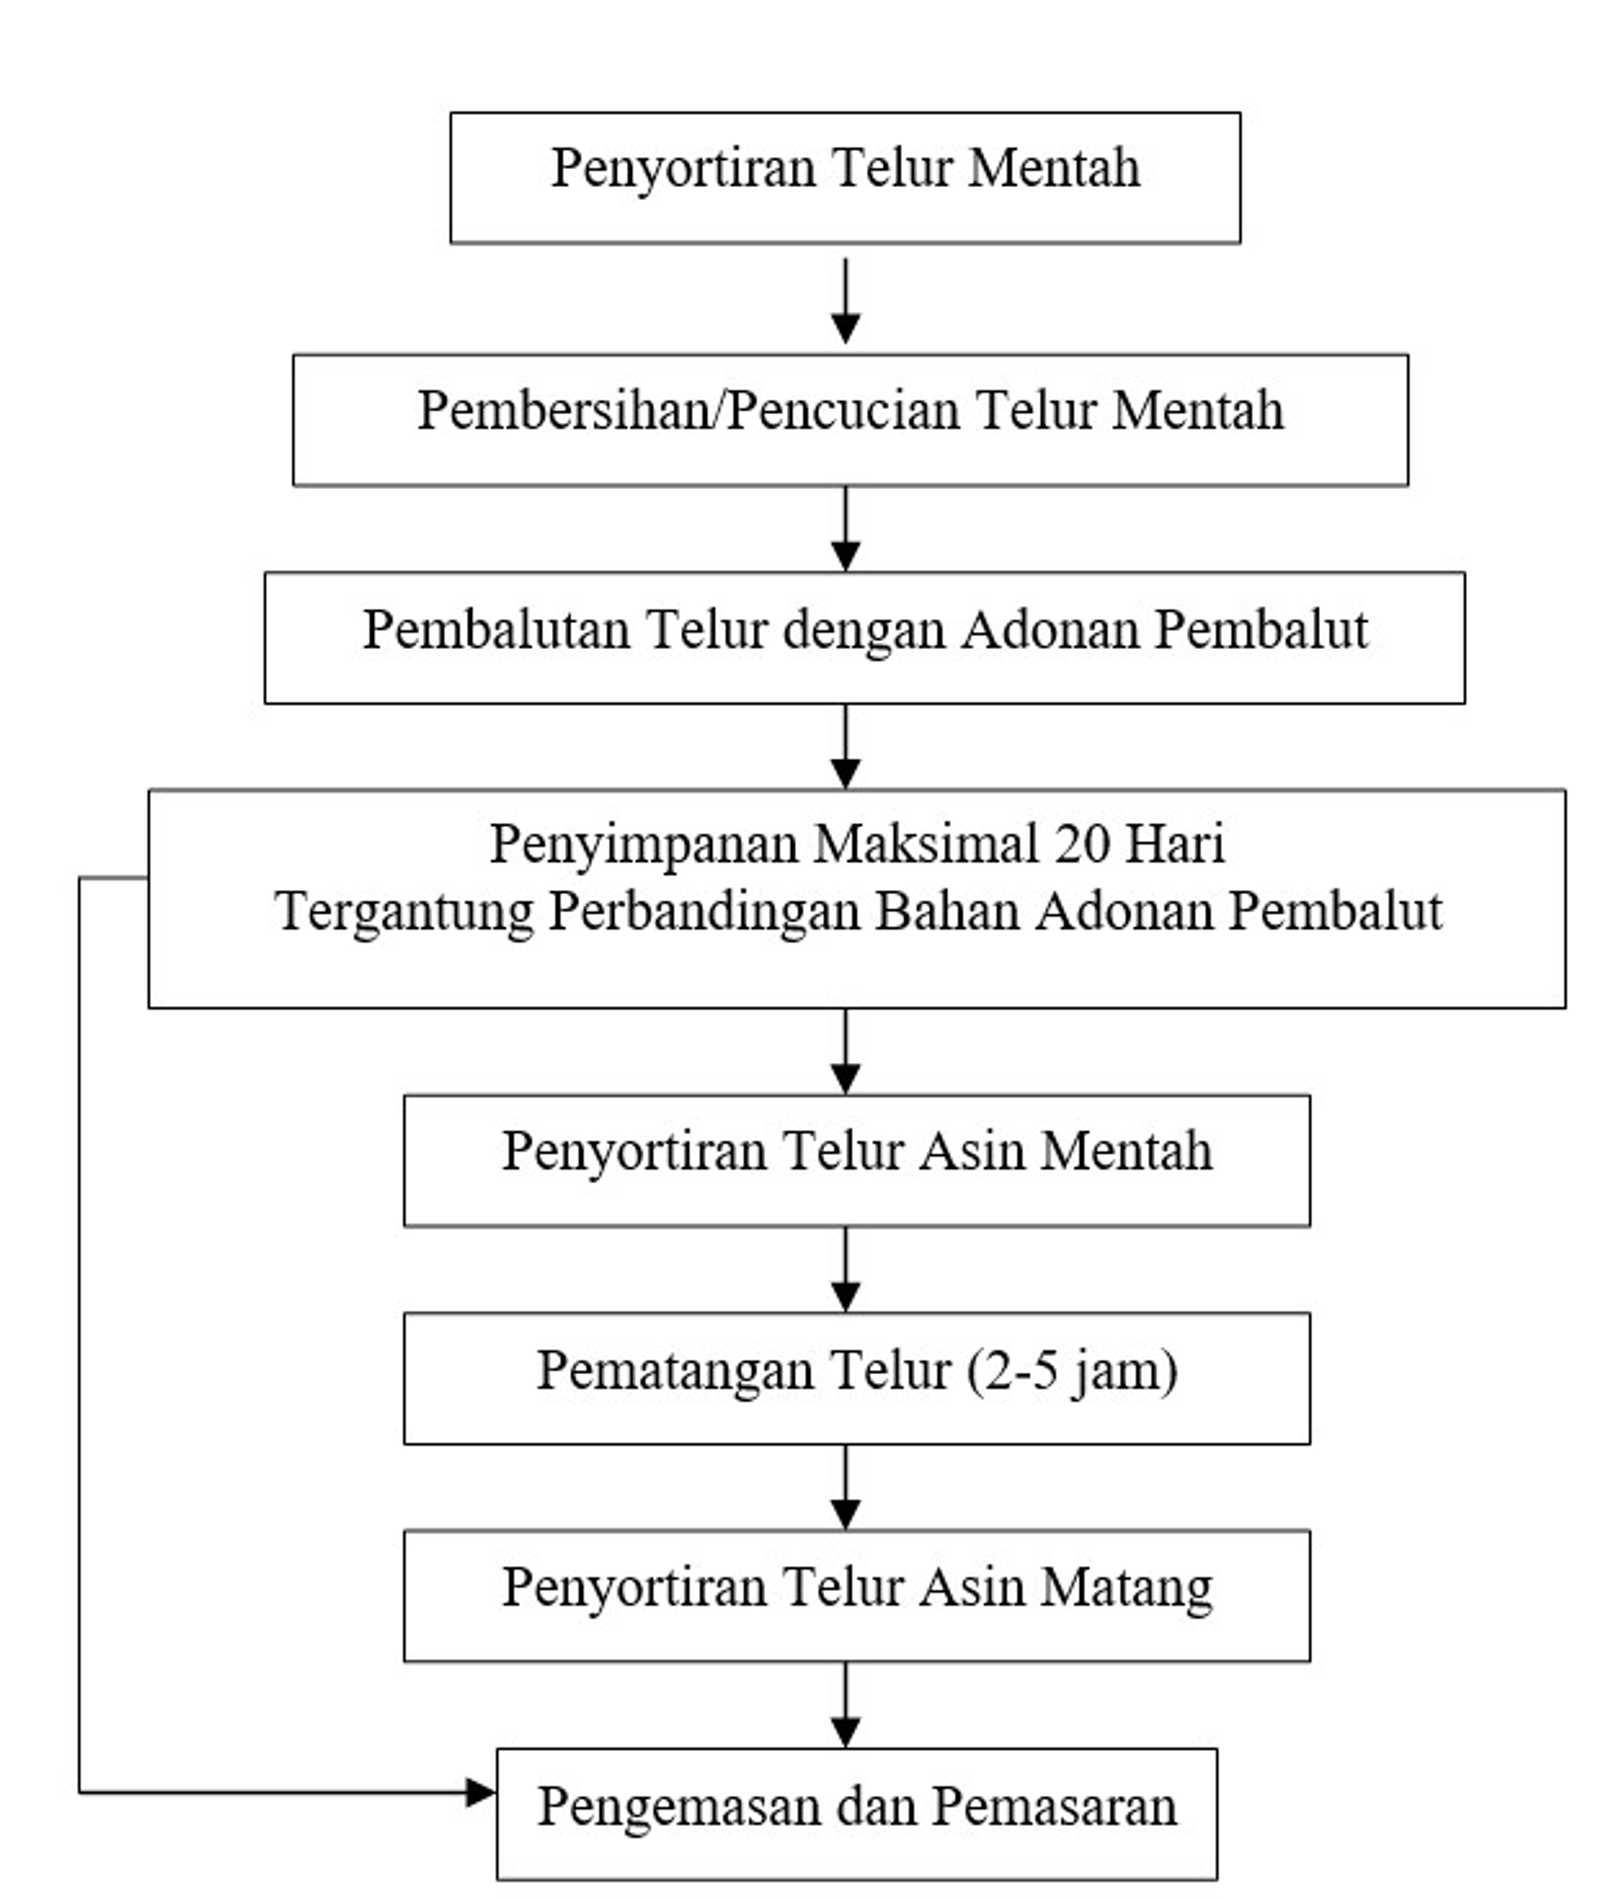 Penyortiran Telur Mentah
Pembersihan/Pencucian Telur Mentah
Pembalutan Telur dengan Adonan Pembalut
Penyimpanan Maksimal 20 Hari
Tergantung Perbandingan Bahan Adonan Pembalut
Penyortiran Telur Asin Mentah
Pematangan Telur (2-5 jam)
Penyortiran Telur Asin Matang
Pengemasan dan Pemasaran